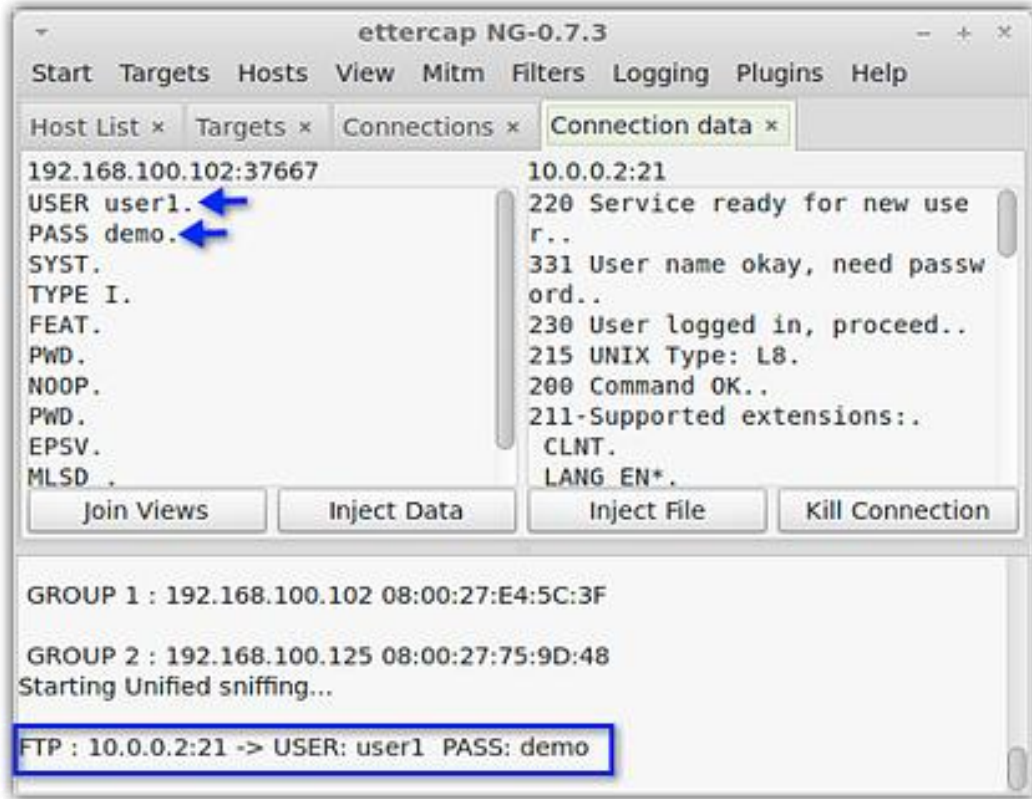 ettercap NG-0.7.3
Start Targets Hosts View Mitm Filters Logging Plugins Help
Host List × Targets × Connections × Connection data ×
192.168.100.102:37667
USER user1.
PASS demo.
SYST.
TYPE I.
FEAT.
PWD.
NOOP.
PWD.
EPSV.
MLSD .
10.0.0.2:21
220 Service ready for new use
r..
331 User name okay, need passw
ord..
230 User logged in, proceed..
215 UNIX Type: L8.
200 Command OK..
211-Supported extensions:.
CLNT.
LANG EN*.
Join Views Inject Data Inject File Kill Connection
GROUP 1 : 192.168.100.102 08:00:27:E4:5C:3F
GROUP 2 : 192.168.100.125 08:00:27:75:9D:48
Starting Unified sniffing...
FTP : 10.0.0.2:21 -> USER: user1 PASS: demo